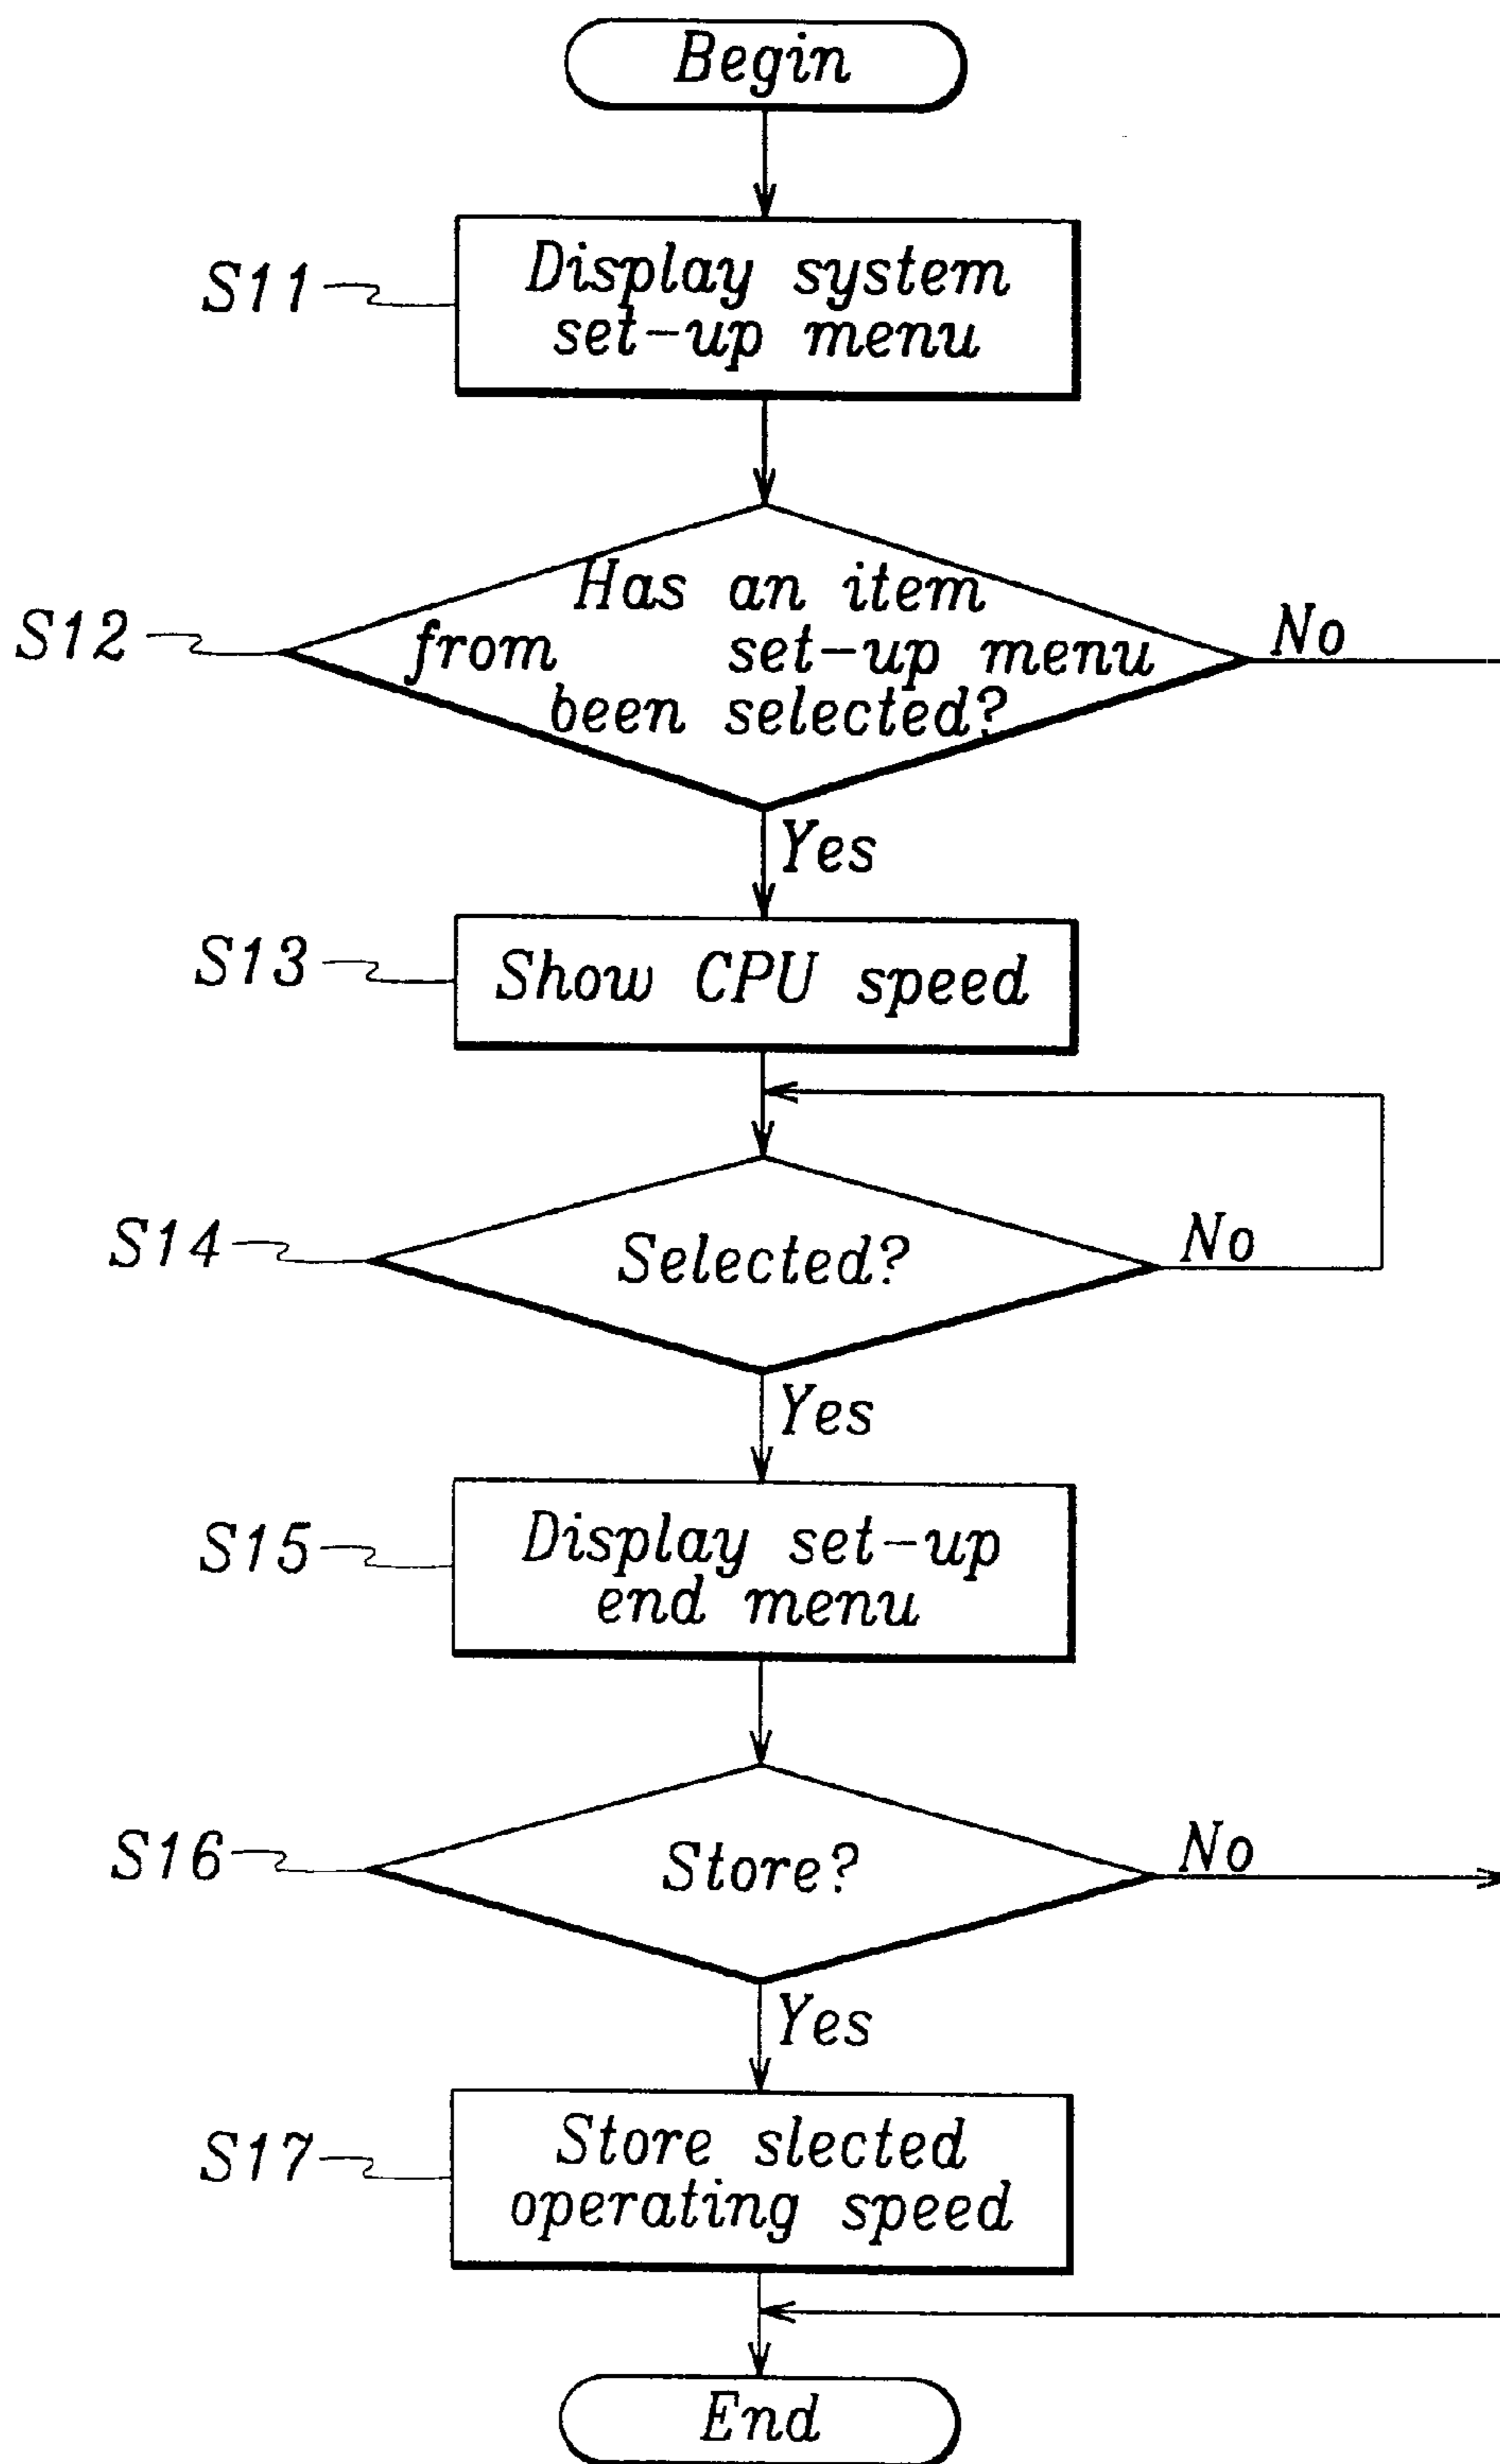 Begin
S11
Display system
set-up menu
S12
Has an item
from set-up menu
been selected?
No
Yes
S13
Show CPU speed
S14
Selected?
No
Yes
S15
Display set-up
end menu
S16
Store?
No
Yes
S17
Store slected
operating speed
End